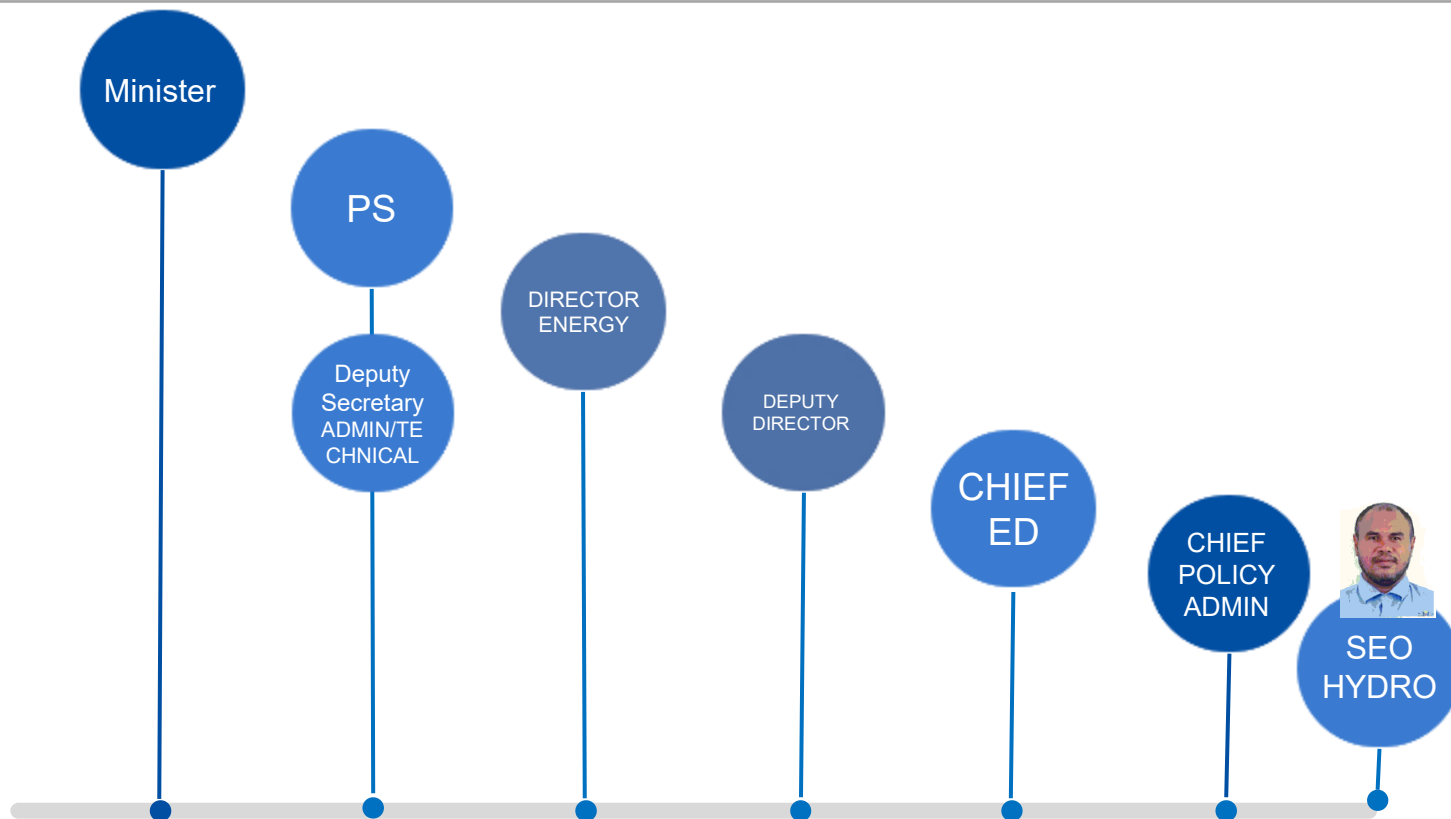 Minister
PS
Deputy
Secretary
ADMIN/TE
CHNICAL
DIRECTOR
ENERGY
DEPUTY
DIRECTOR
CHIEF
ED
CHIEF
POLICY
ADMIN
SEO
HYDRO